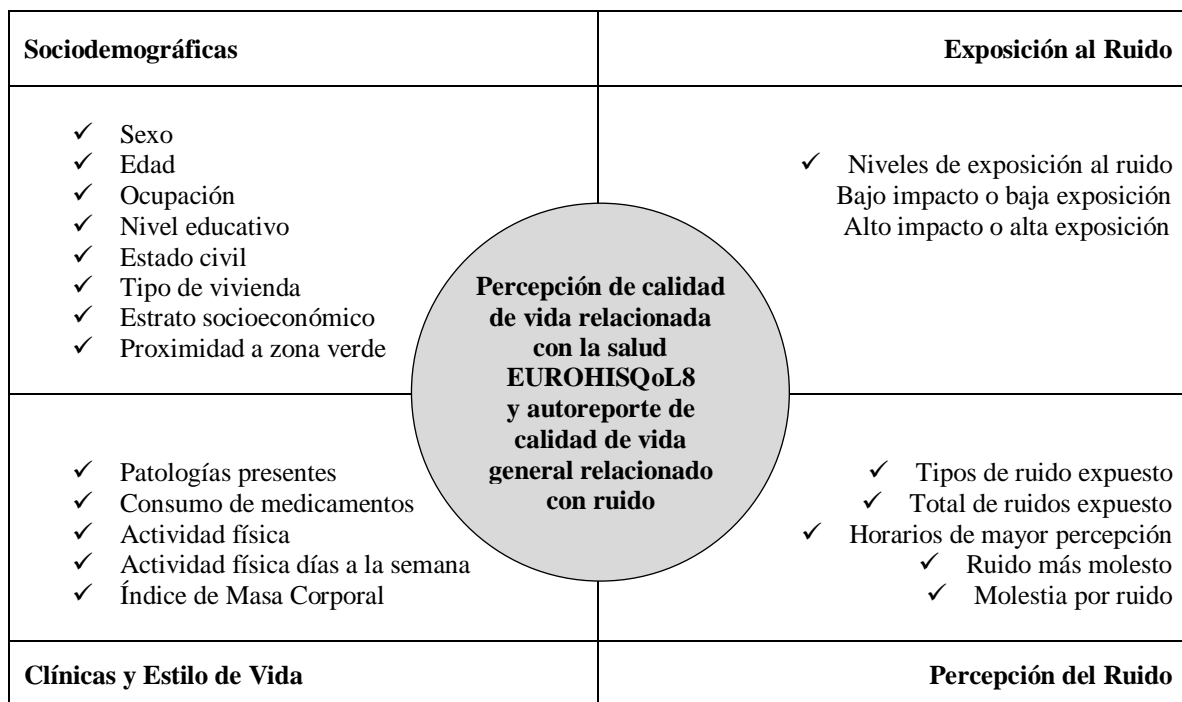 Sociodemográficas
Exposición al Ruido
✓ Sexo
✓ Edad
✓ Ocupación
✓ Nivel educativo
✓ Estado civil
✓ Tipo de vivienda
✓ Estrato socioeconómico
✓ Proximidad a zona verde
✓ Niveles de exposición al ruido
Bajo impacto o baja exposición
Alto impacto o alta exposición
Percepción de calidad
de vida relacionada
con la salud
EUROHISQoL8
y autoreporte de
calidad de vida
general relacionado
con ruido
✓ Patologías presentes
✓ Consumo de medicamentos
✓ Actividad física
✓ Actividad física días a la semana
✓ Índice de Masa Corporal
✓ Tipos de ruido expuesto
✓ Total de ruidos expuesto
✓ Horarios de mayor percepción
✓ Ruido más molesto
✓ Molestia por ruido
Clínicas y Estilo de Vida
Percepción del Ruido